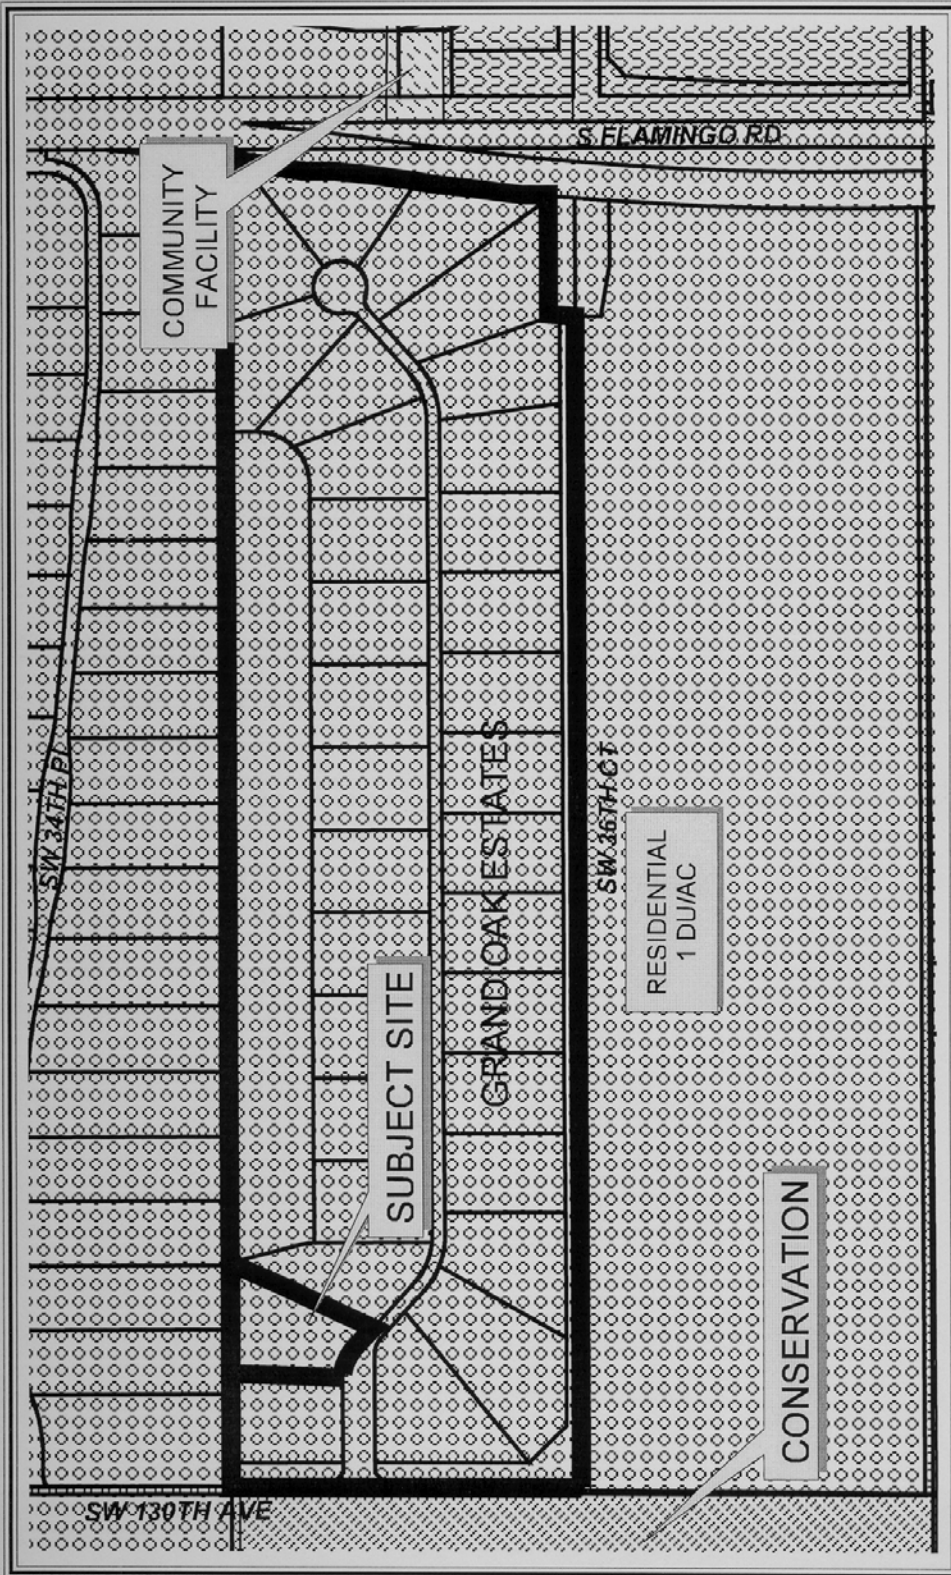 S FLAMINGO RD
COMMUNITY
FACILITY
SW 34TH PL
GRAND OAK ESTATES
SW 36TH CT
RESIDENTIAL
1 DU/AC
SUBJECT SITE
CONSERVATION
SW 130TH AVE